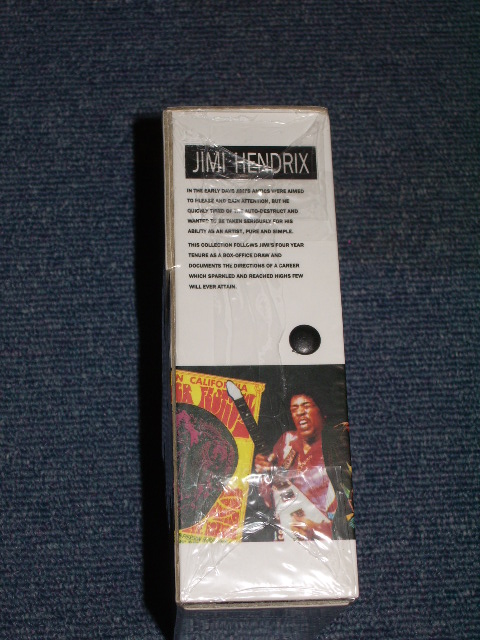 JIMI HENDRIX
IN THE EARLY DAYS JIMI'S ANTICS WERE AIMED
TO PLEASE AND GAIN ATTENTION, BUT HE
QUICKLY TIRED OF THE AUTO-DESTRUCT AND
WANTED TO BE TAKEN SERIOUSLY FOR HIS
ABILITY AS AN ARTIST, PURE AND SIMPLE.
THIS COLLECTION FOLLOWS JIMI'S FOUR YEAR
TENURE AS A BOX-OFFICE DRAW AND
DOCUMENTS THE DIRECTIONS OF A CAREER
WHICH SPARKLED AND REACHED HIGHS FEW
WILL EVER ATTAIN.
N CALIFORNIA